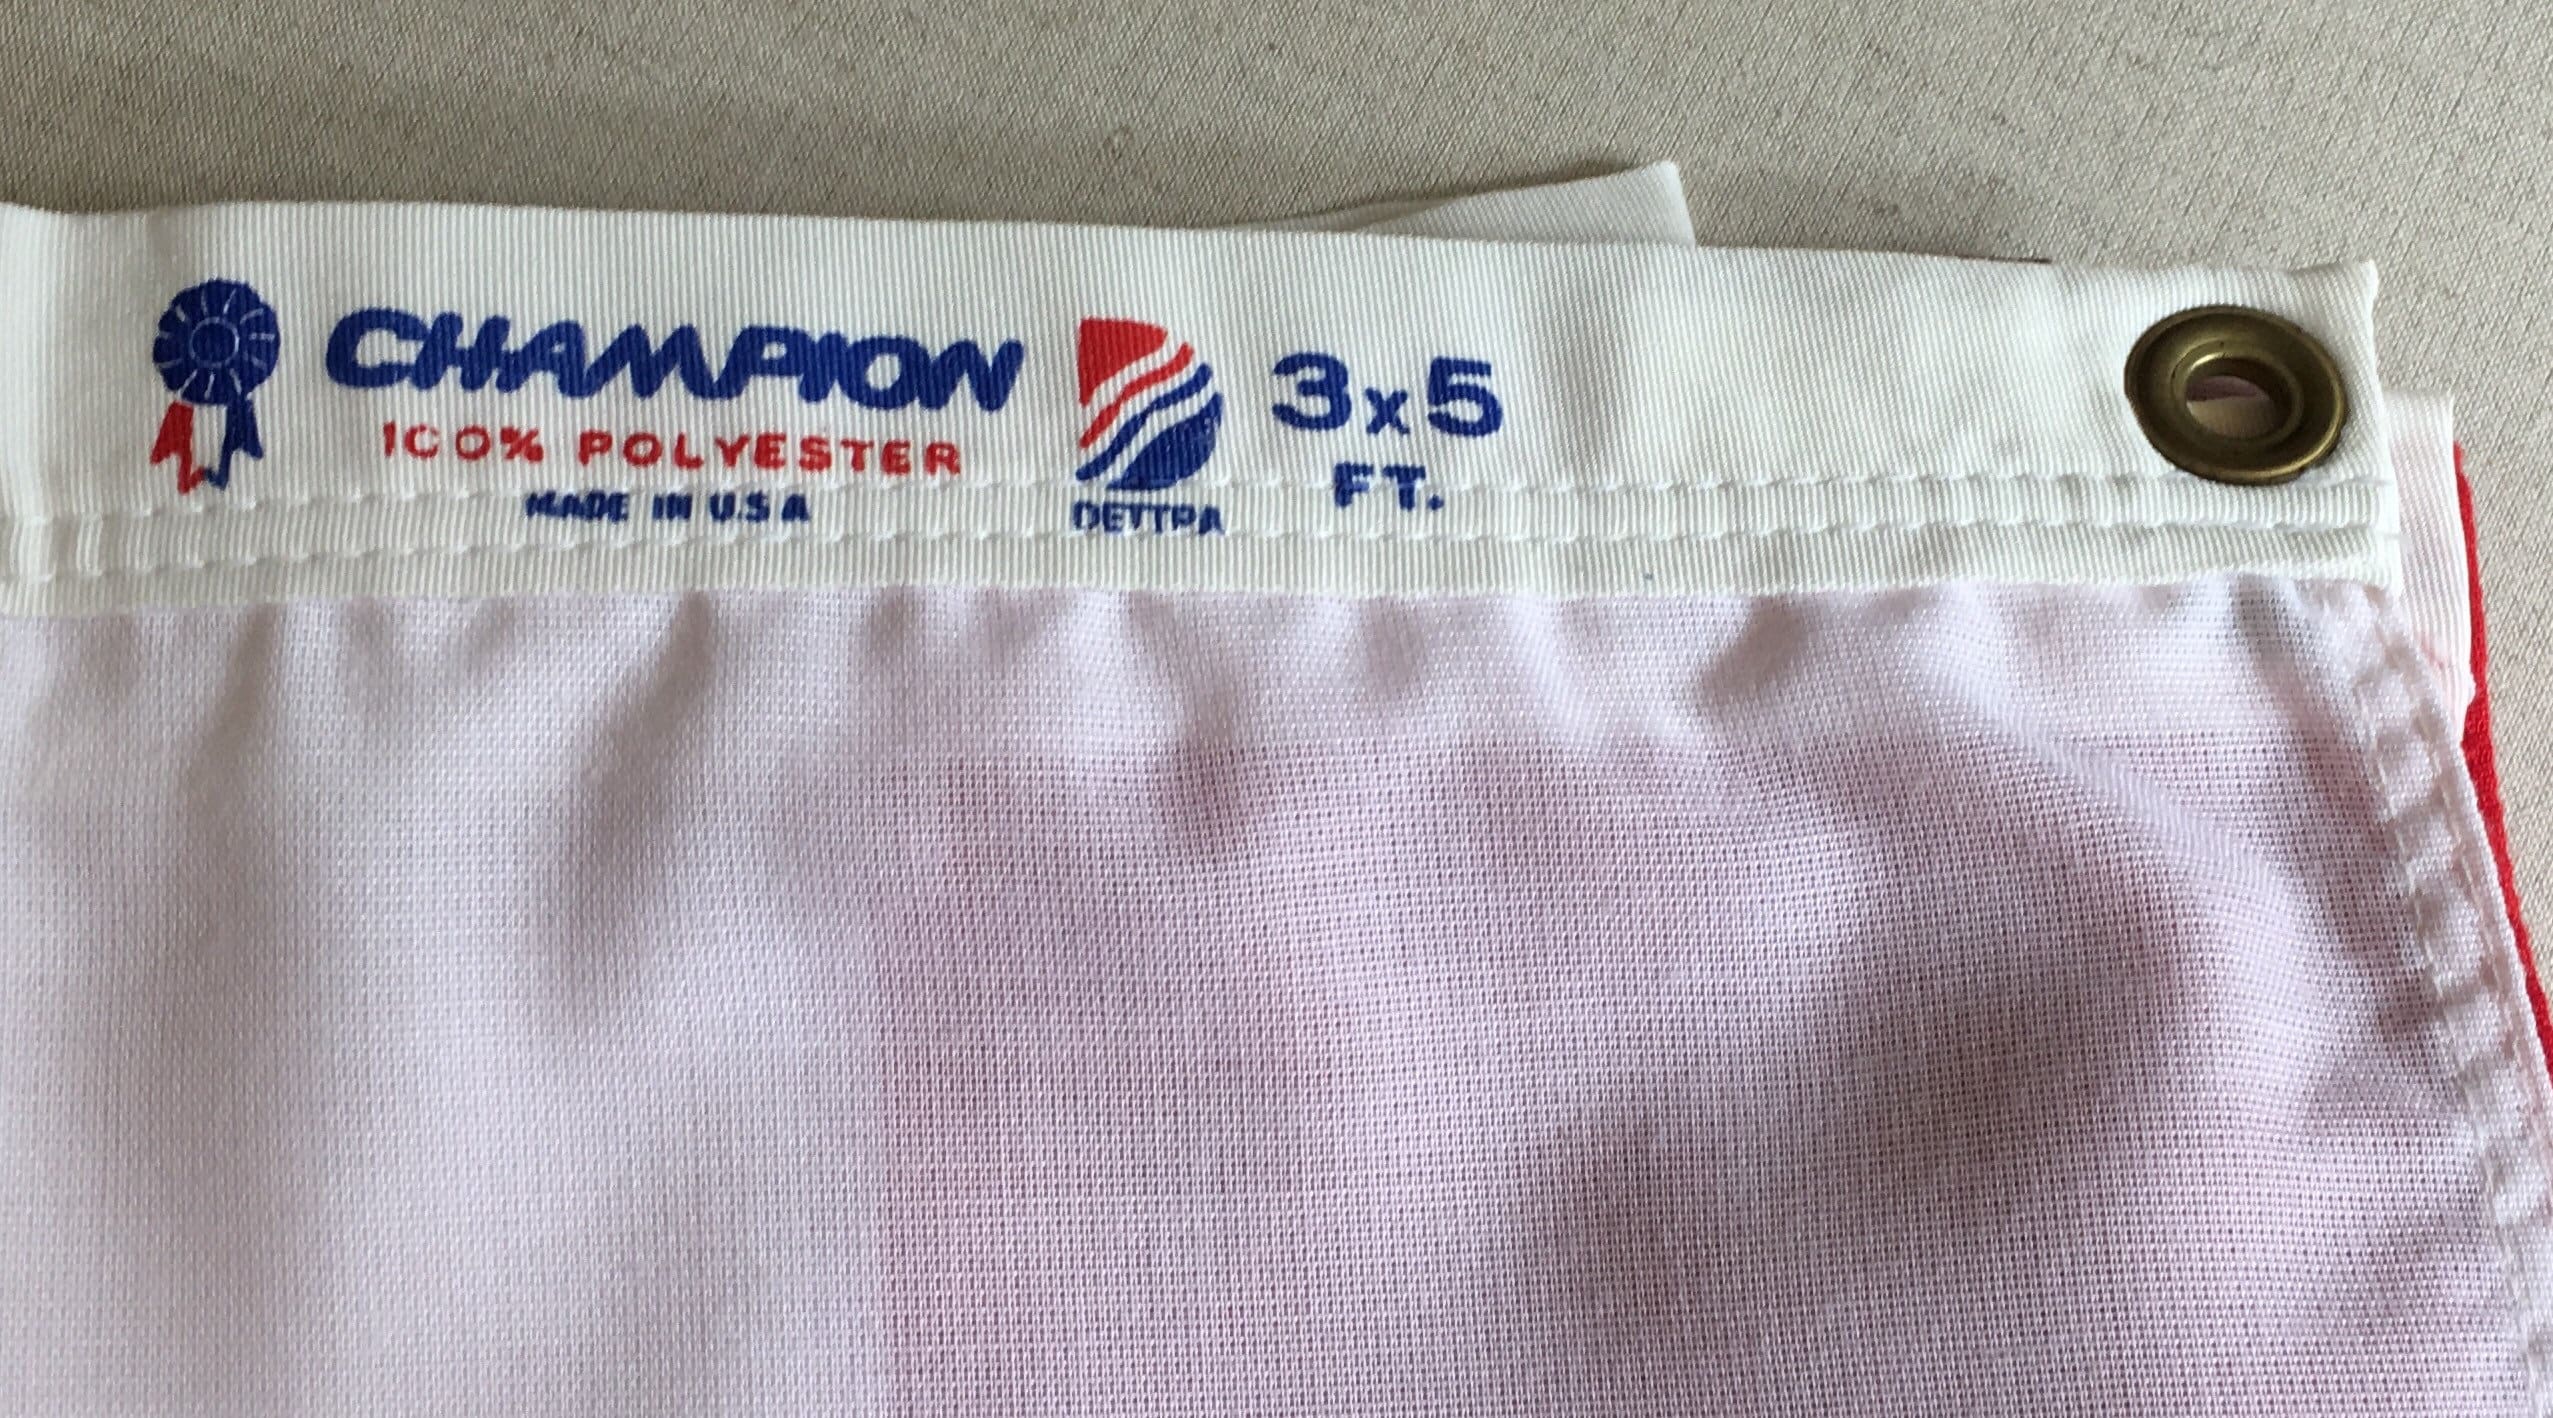 CHAMPION
100% POLYESTER
MADE IN U.S.A
DETTRA
3x5
FT.